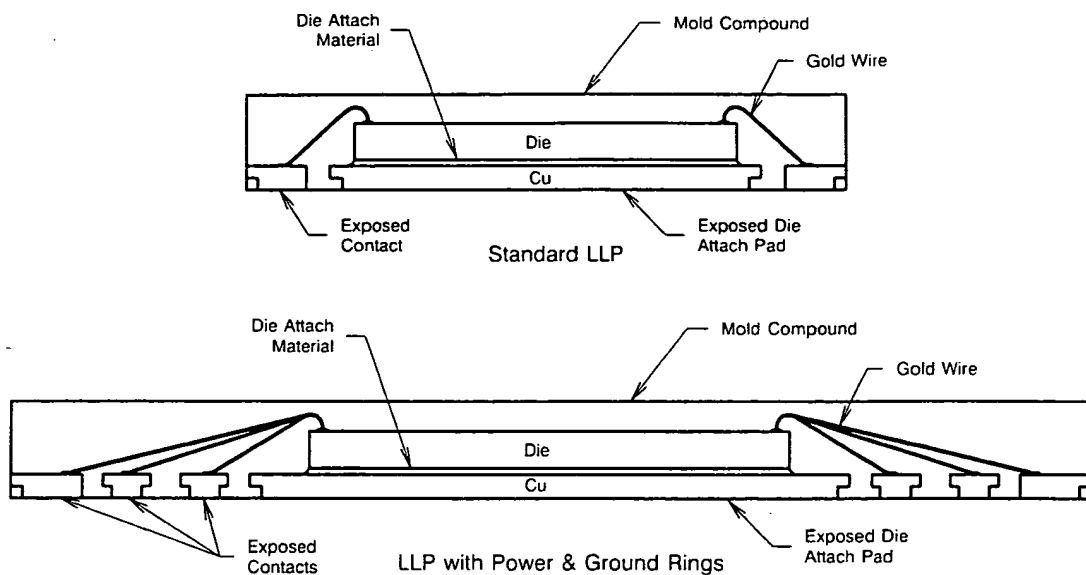 Die Attach
Material
Mold Compound
Gold Wire
Die
Cu
Exposed
Contact
Exposed Die
Attach Pad
Standard LLP
Die Attach
Material
Mold Compound
Gold Wire
Die
Cu
Exposed
Contacts
Exposed Die
Attach Pad
LLP with Power & Ground Rings